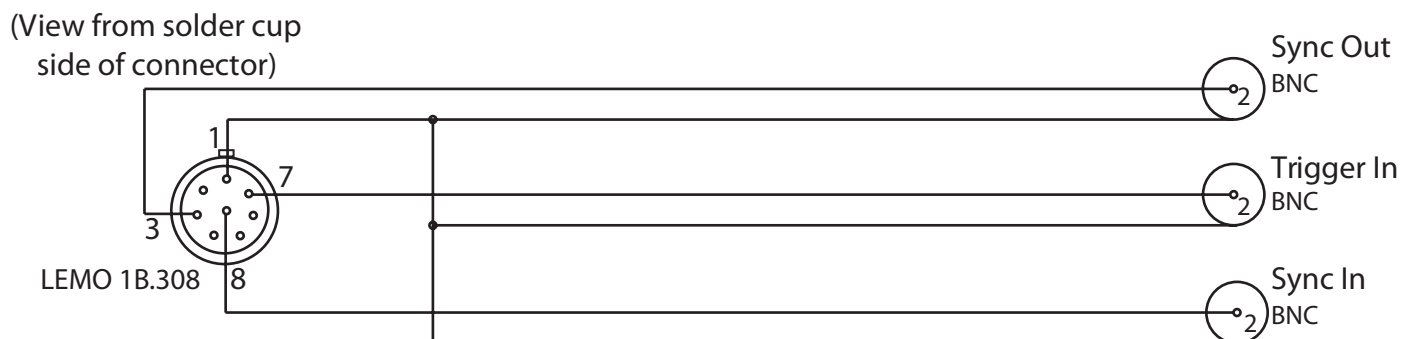 (View from solder cup
side of connector)
Sync Out
2 BNC
1
7
Trigger In
2 BNC
3
LEMO 1B.308 8
Sync In
2 BNC